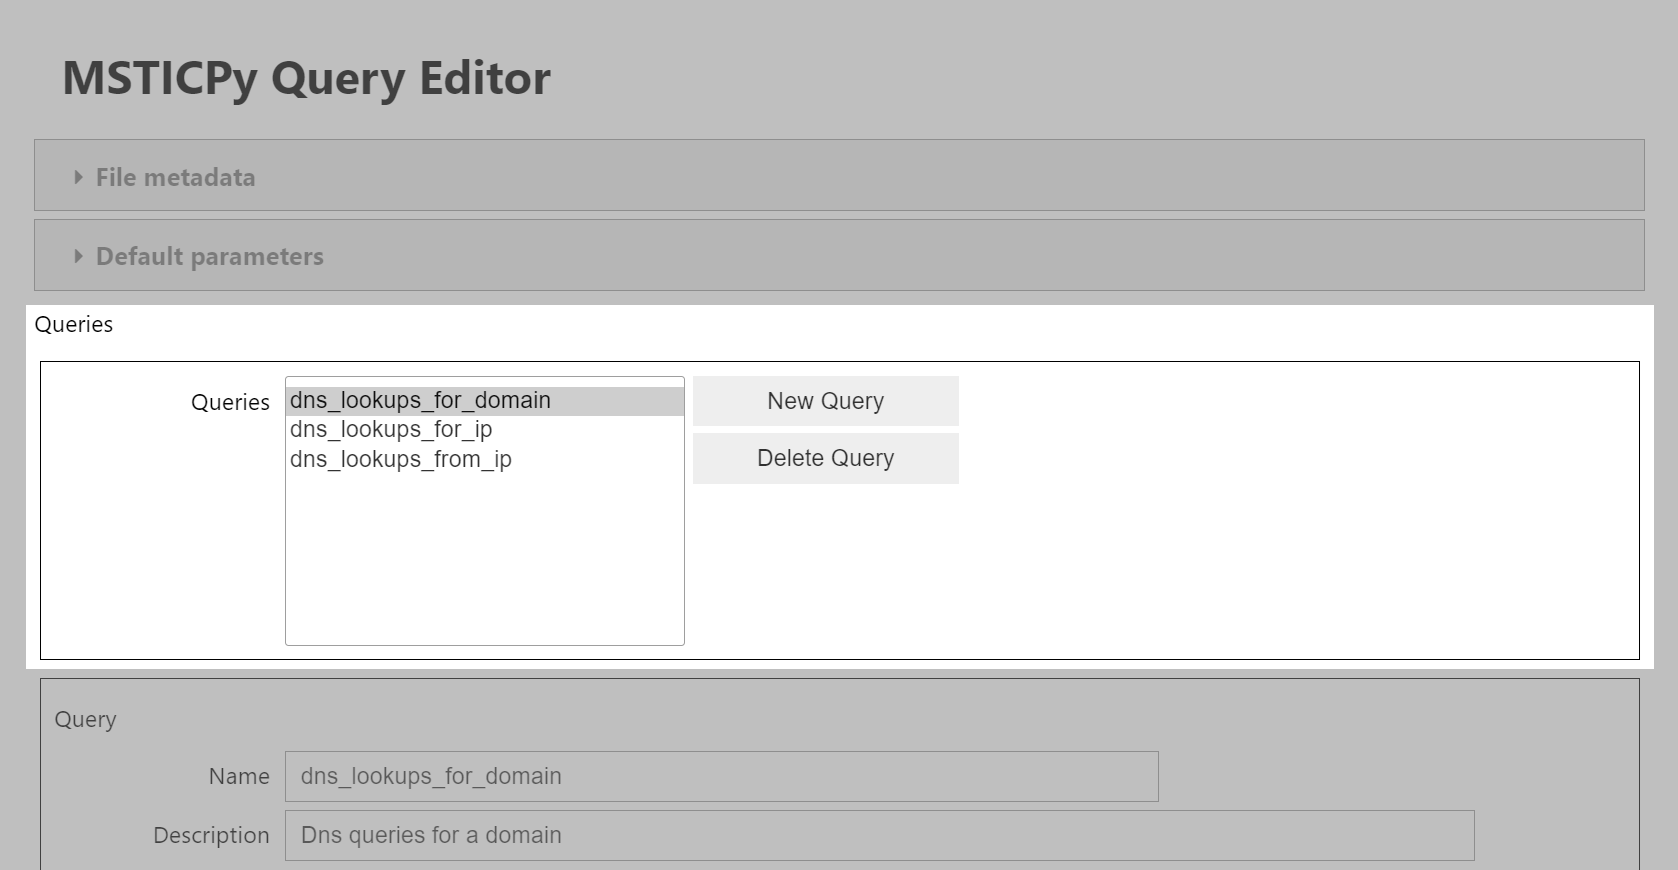 MSTICPy Query Editor
File metadata
Default parameters
Queries
Queries
dns_lookups_for_domain
dns_lookups_for_ip
dns_lookups_from_ip
New Query
Delete Query
Query
Name
dns_lookups_for_domain
Description
Dns queries for a domain